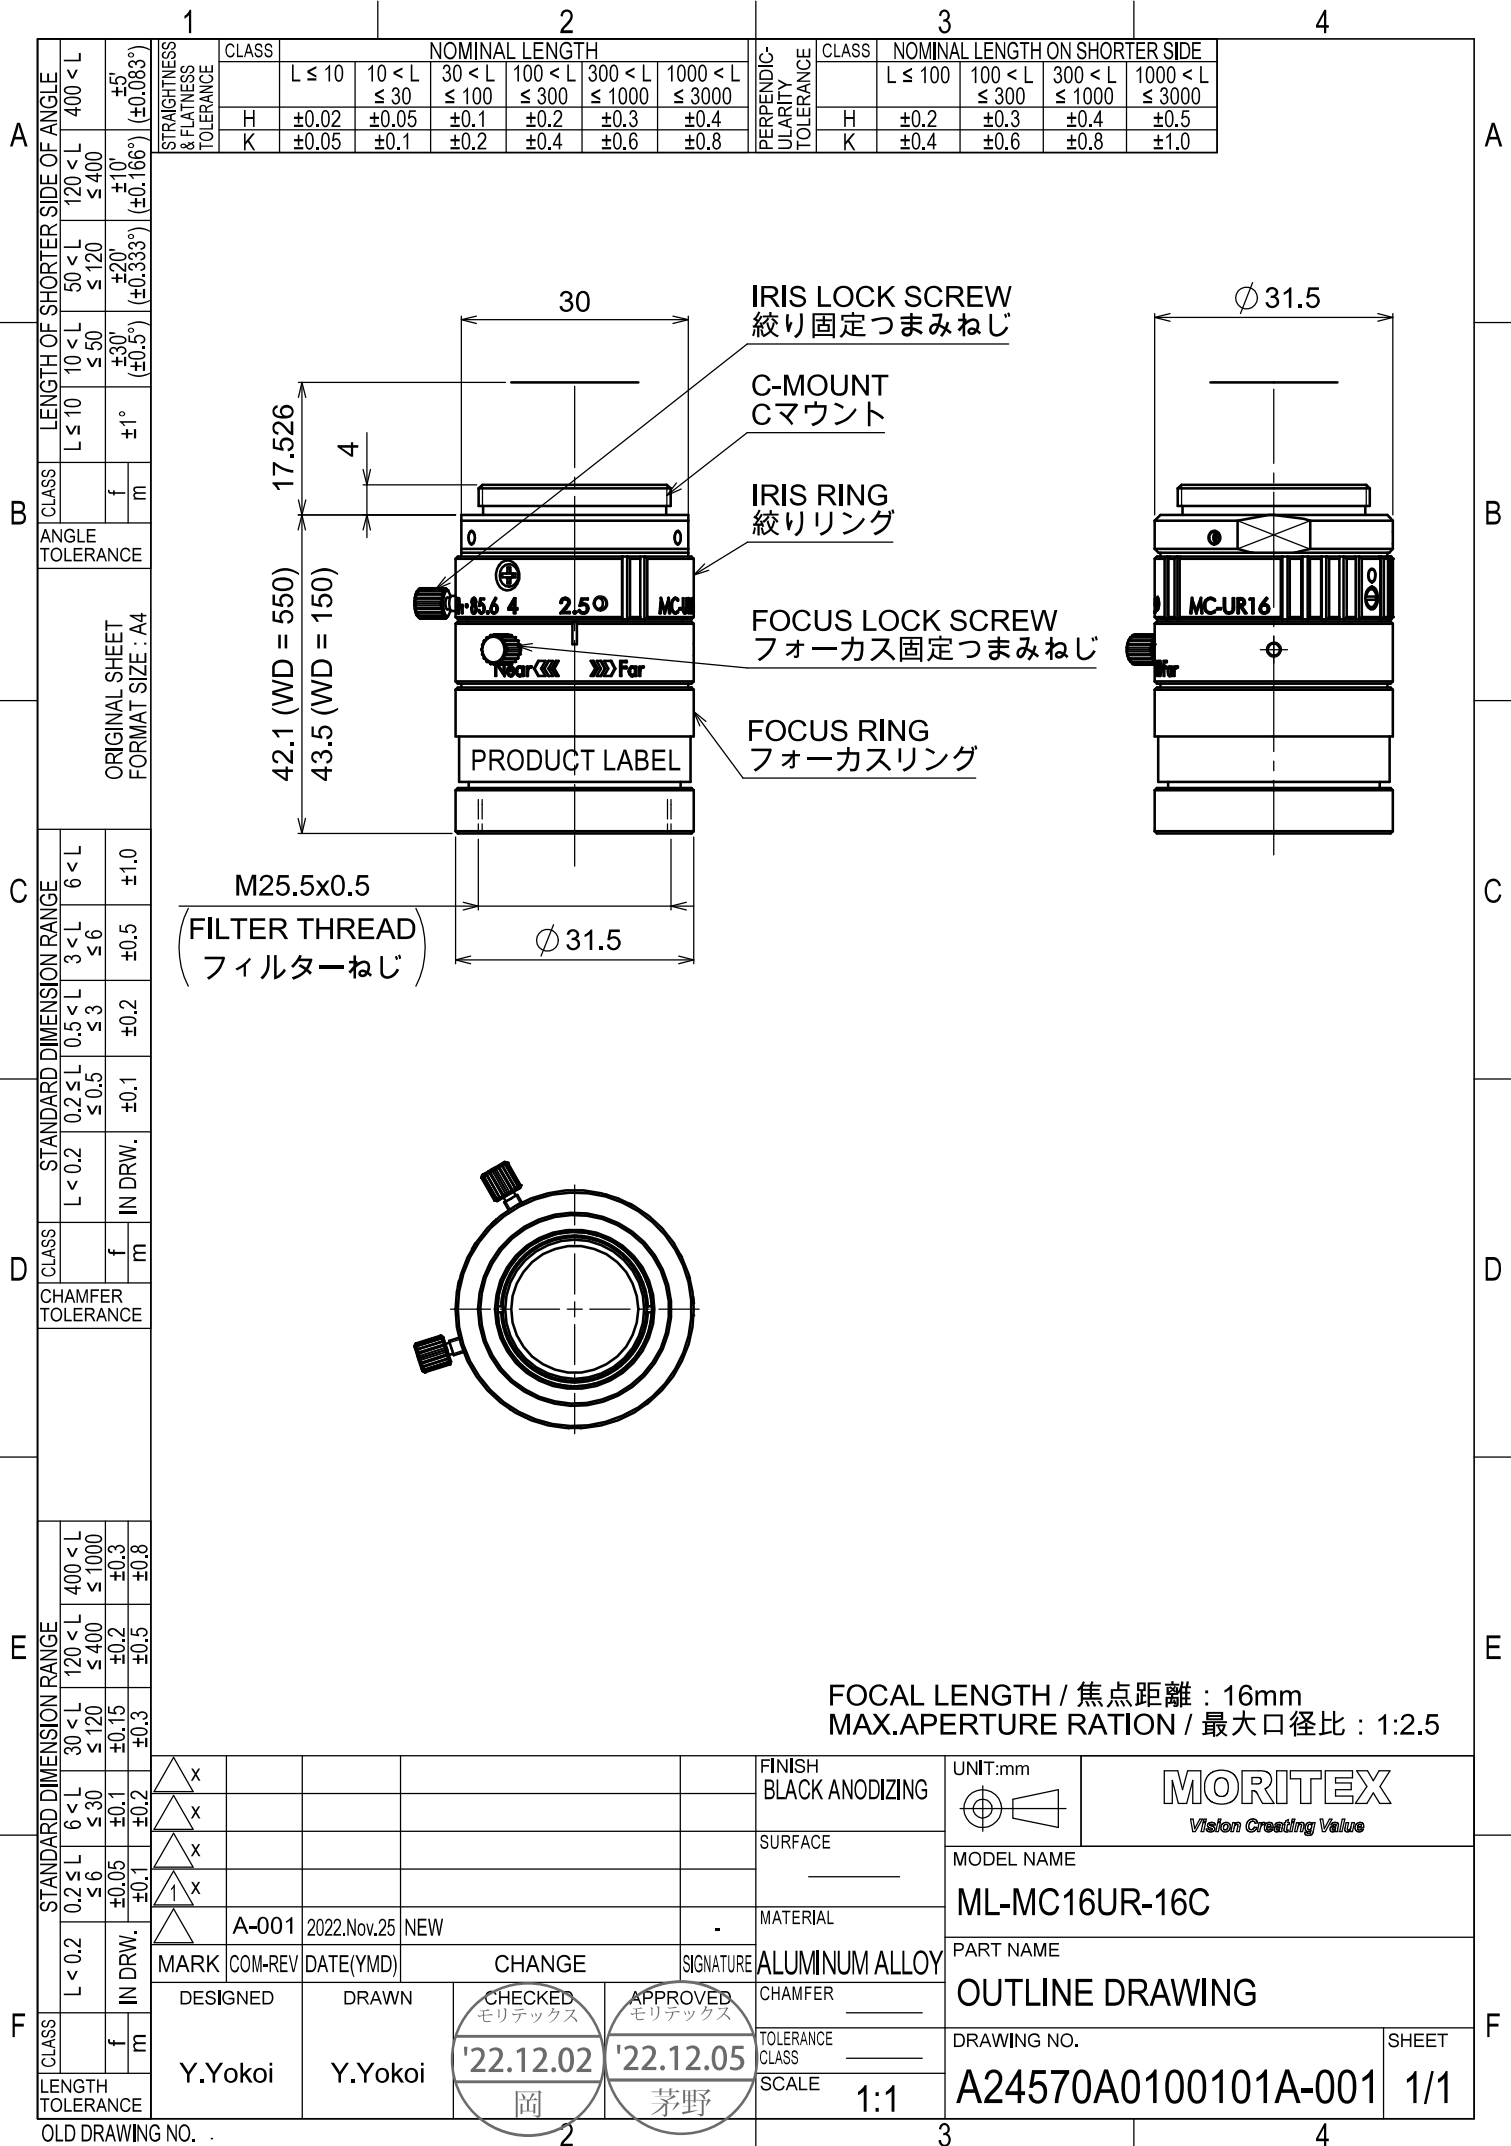 1 2 3 4
A B C D E F
A B C D E F
2 3 4
STRAIGHTNESS
& FLATNESS
TOLERANCE
CLASS NOMINAL LENGTH
L ≤ 10 10 < L ≤ 30 30 < L ≤ 100 100 < L ≤ 300 300 < L ≤ 1000 1000 < L ≤ 3000
H ±0.02 ±0.05 ±0.1 ±0.2 ±0.3 ±0.4
K ±0.05 ±0.1 ±0.2 ±0.4 ±0.6 ±0.8
PERPENDIC-
ULARITY
TOLERANCE
CLASS NOMINAL LENGTH ON SHORTER SIDE
L ≤ 100 100 < L ≤ 300 300 < L ≤ 1000 1000 < L ≤ 3000
H ±0.2 ±0.3 ±0.4 ±0.5
K ±0.4 ±0.6 ±0.8 ±1.0
ANGLE
TOLERANCE
CLASS LENGTH OF SHORTER SIDE OF ANGLE
L ≤ 10 10 < L ≤ 50 50 < L ≤ 120 120 < L ≤ 400 400 < L
f
m
±1° ±30' (±0.5°) ±20' (±0.333°) ±10' (±0.166°) ±5' (±0.083°)
ORIGINAL SHEET
FORMAT SIZE : A4
CHAMFER
TOLERANCE
CLASS STANDARD DIMENSION RANGE
L < 0.2 0.2 ≤ L ≤ 0.5 0.5 < L ≤ 3 3 < L ≤ 6 6 < L
f
m
IN DRW. ±0.1 ±0.2 ±0.5 ±1.0
LENGTH
TOLERANCE
CLASS STANDARD DIMENSION RANGE
L < 0.2 0.2 ≤ L ≤ 6 6 < L ≤ 30 30 < L ≤ 120 120 < L ≤ 400 400 < L ≤ 1000
f IN DRW. ±0.05 ±0.1 ±0.15 ±0.2 ±0.3
m ±0.1 ±0.2 ±0.3 ±0.5 ±0.8
OLD DRAWING NO. .
30
17.526
4
42.1 (WD = 550)
43.5 (WD = 150)
IRIS LOCK SCREW
絞り固定つまみねじ
C-MOUNT
Cマウント
IRIS RING
絞りリング
FOCUS LOCK SCREW
フォーカス固定つまみねじ
FOCUS RING
フォーカスリング
85.6 4 2.5
Near Far
PRODUCT LABEL
M25.5x0.5
(FILTER THREAD
フィルターねじ)
∅ 31.5
∅ 31.5
MC-UR16
FOCAL LENGTH / 焦点距離 : 16mm
MAX.APERTURE RATION / 最大口径比 : 1:2.5
x
x
x
1 x
A-001 2022.Nov.25 NEW -
MARK COM-REV DATE(YMD) CHANGE SIGNATURE
DESIGNED DRAWN CHECKED APPROVED
Y.Yokoi Y.Yokoi
モリテックス
'22.12.02
岡
モリテックス
'22.12.05
茅野
FINISH
BLACK ANODIZING
SURFACE
MATERIAL
ALUMINUM ALLOY
CHAMFER
TOLERANCE
CLASS
SCALE 1:1
UNIT:mm
MORITEX
Vision Creating Value
MODEL NAME
ML-MC16UR-16C
PART NAME
OUTLINE DRAWING
DRAWING NO.
A24570A0100101A-001
SHEET
1/1